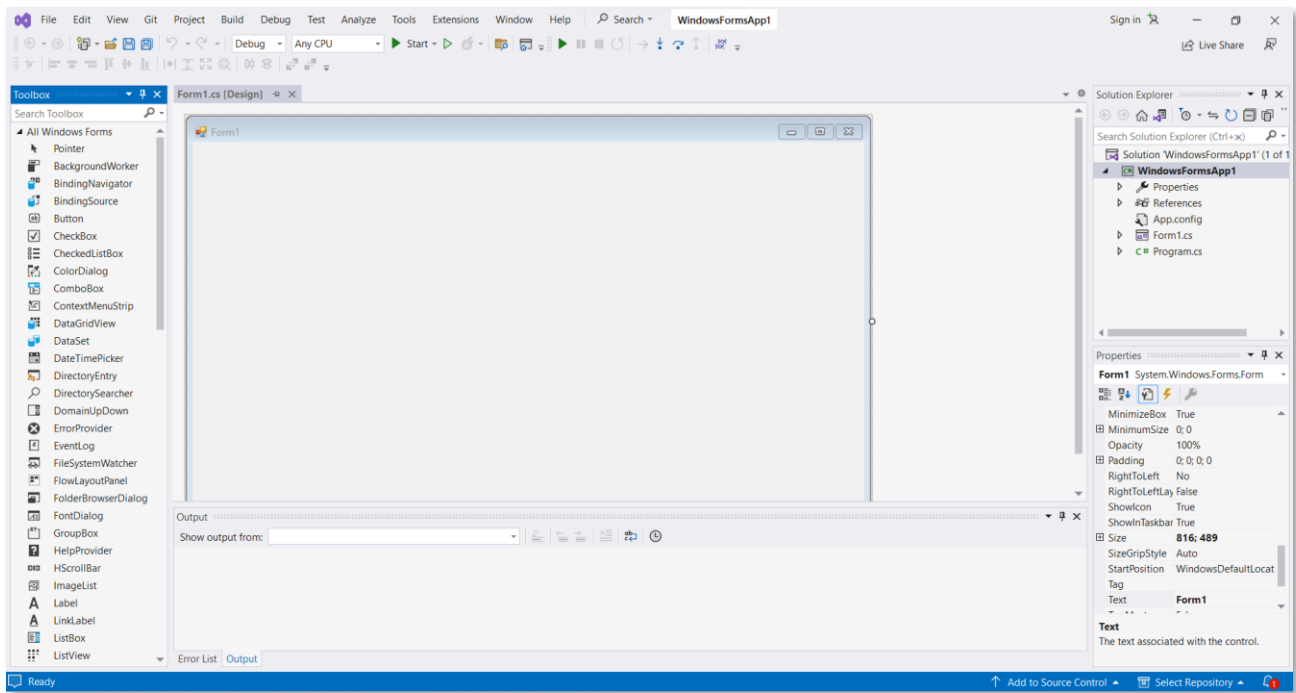 File Edit View Git Project Build Debug Test Analyze Tools Extensions Window Help Search WindowsFormsApp1 Sign in
Debug Any CPU Start Live Share
Toolbox
Search Toolbox
All Windows Forms
Pointer
BackgroundWorker
BindingNavigator
BindingSource
Button
CheckBox
CheckedListBox
ColorDialog
ComboBox
ContextMenuStrip
DataGridView
DataSet
DateTimePicker
DirectoryEntry
DirectorySearcher
DomainUpDown
ErrorProvider
EventLog
FileSystemWatcher
FlowLayoutPanel
FolderBrowserDialog
FontDialog
GroupBox
HelpProvider
HScrollBar
ImageList
Label
LinkLabel
ListBox
ListView
Form1.cs [Design]
Form1
Output
Show output from:
Error List Output
Solution Explorer
Search Solution Explorer (Ctrl+ж)
Solution 'WindowsFormsApp1' (1 of 1
WindowsFormsApp1
Properties
References
App.config
Form1.cs
C# Program.cs
Properties
Form1 System.Windows.Forms.Form
MinimizeBox True
MinimumSize 0; 0
Opacity 100%
Padding 0; 0; 0; 0
RightToLeft No
RightToLeftLay False
ShowIcon True
ShowInTaskbar True
Size 816; 489
SizeGripStyle Auto
StartPosition WindowsDefaultLocat
Tag
Text Form1
Text
The text associated with the control.
Ready Add to Source Control Select Repository 1